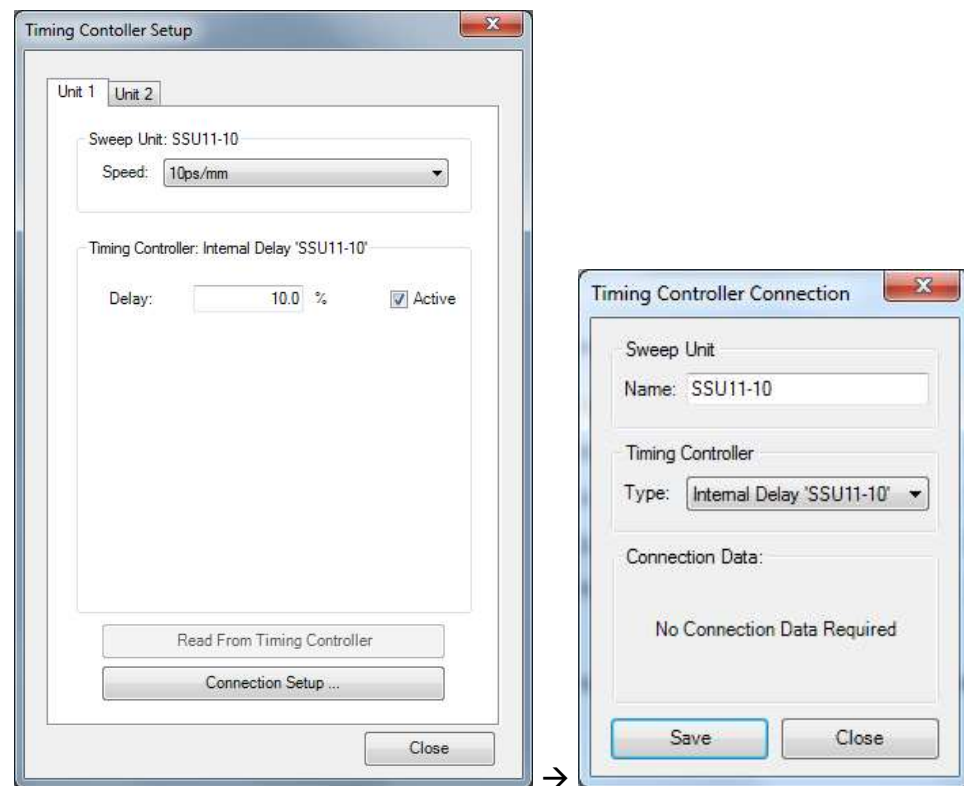 Timing Contoller Setup
Unit 1 Unit 2
Sweep Unit: SSU11-10
Speed: 10ps/mm
Timing Controller: Internal Delay 'SSU11-10'
Delay: 10.0 % Active
Read From Timing Controller
Connection Setup ...
Close
→
Timing Controller Connection
Sweep Unit
Name: SSU11-10
Timing Controller
Type: Internal Delay 'SSU11-10'
Connection Data:
No Connection Data Required
Save Close